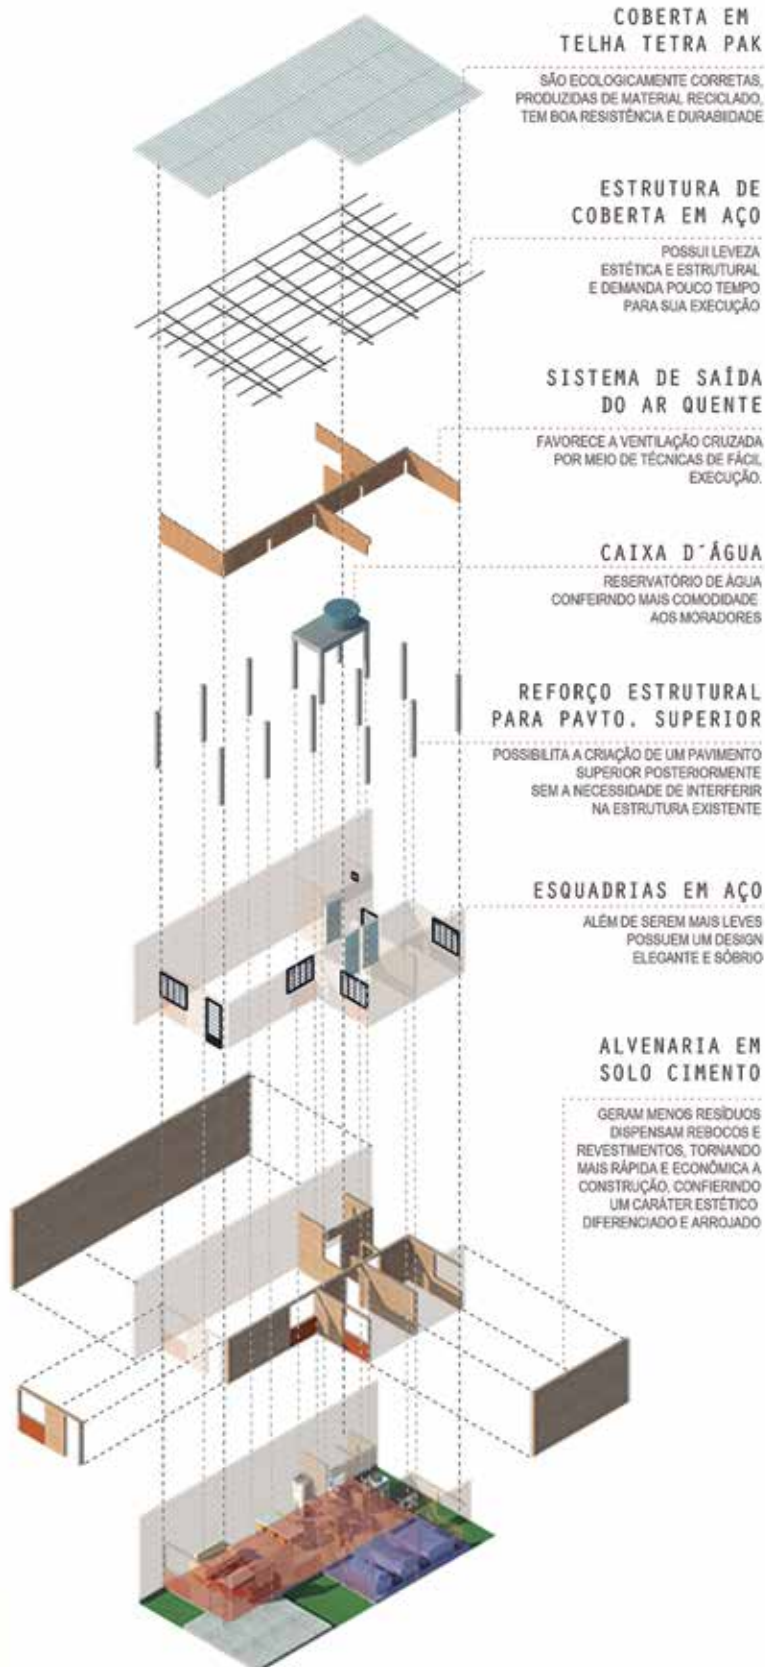 COBERTA EM
TELHA TETRA PAK
SÃO ECOLOGICAMENTE CORRETAS,
PRODUZIDAS DE MATERIAL RECICLADO,
TEM BOA RESISTÊNCIA E DURABIDADE
ESTRUTURA DE
COBERTA EM AÇO
POSSUI LEVEZA
ESTÉTICA E ESTRUTURAL
E DEMANDA POUCO TEMPO
PARA SUA EXECUÇÃO
SISTEMA DE SAÍDA
DO AR QUENTE
FAVORECE A VENTILAÇÃO CRUZADA
POR MEIO DE TÉCNICAS DE FÁCIL
EXECUÇÃO.
CAIXA D´ÁGUA
RESERVATÓRIO DE ÁGUA
CONFEIRNDO MAIS COMODIDADE
AOS MORADORES
REFORÇO ESTRUTURAL
PARA PAVTO. SUPERIOR
POSSIBILITA A CRIAÇÃO DE UM PAVIMENTO
SUPERIOR POSTERIORMENTE
SEM A NECESSIDADE DE INTERFERIR
NA ESTRUTURA EXISTENTE
ESQUADRIAS EM AÇO
ALÉM DE SEREM MAIS LEVES
POSSUEM UM DESIGN
ELEGANTE E SÓBRIO
ALVENARIA EM
SOLO CIMENTO
GERAM MENOS RESÍDUOS
DISPENSAM REBOCOS E
REVESTIMENTOS, TORNANDO
MAIS RÁPIDA E ECONÔMICA A
CONSTRUÇÃO, CONFIERINDO
UM CARÁTER ESTÉTICO
DIFERENCIADO E ARROJADO